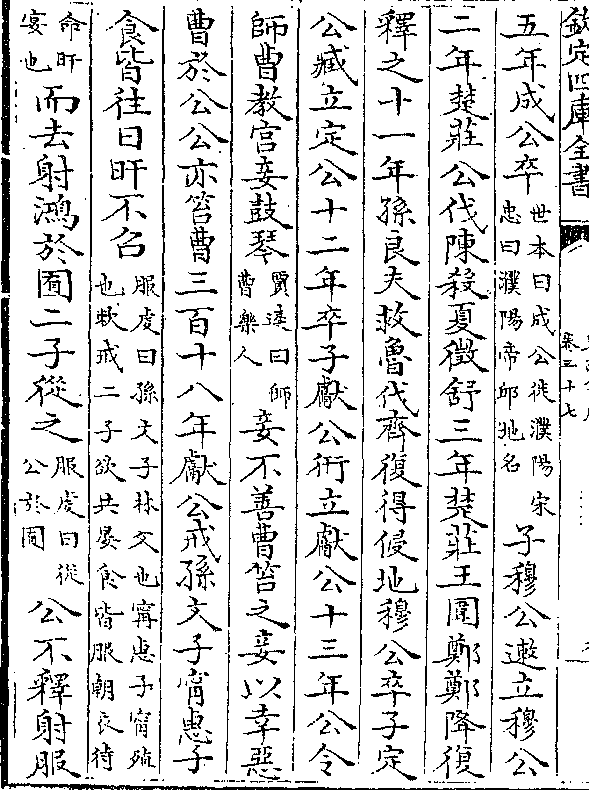 欽定四庫全書
卷三十七
五年成公卒世本曰成公徙濮陽宋忠曰濮陽帝邱地名子穆公遬立穆公
二年楚莊公伐陳殺夏徵舒三年楚莊王圍鄭鄭降復
釋之十一年孫良夫救魯伐齊復得侵地穆公卒子定
公臧立定公十二年卒子獻公衎立獻公十三年公令
師曹教宫妾鼓琴賈逵曰師曹樂人妾不善曹笞之妾以幸惡
曹於公公亦笞曹三百十八年獻公戒孫文子甯惠子
食皆往日旰不召服虔曰孫文子林父也甯惠子甯殖也敕戒二子欲共晏食皆服朝衣待
命旰宴也而去射鴻於囿二子從之服虔曰從公於囿公不釋射服